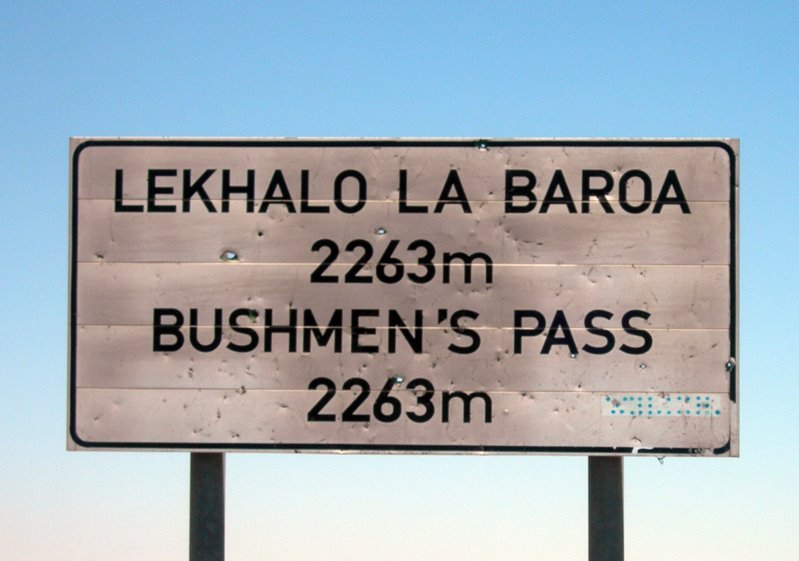 LEKHALO LA BAROA
2263m
BUSHMEN'S PASS
2263m